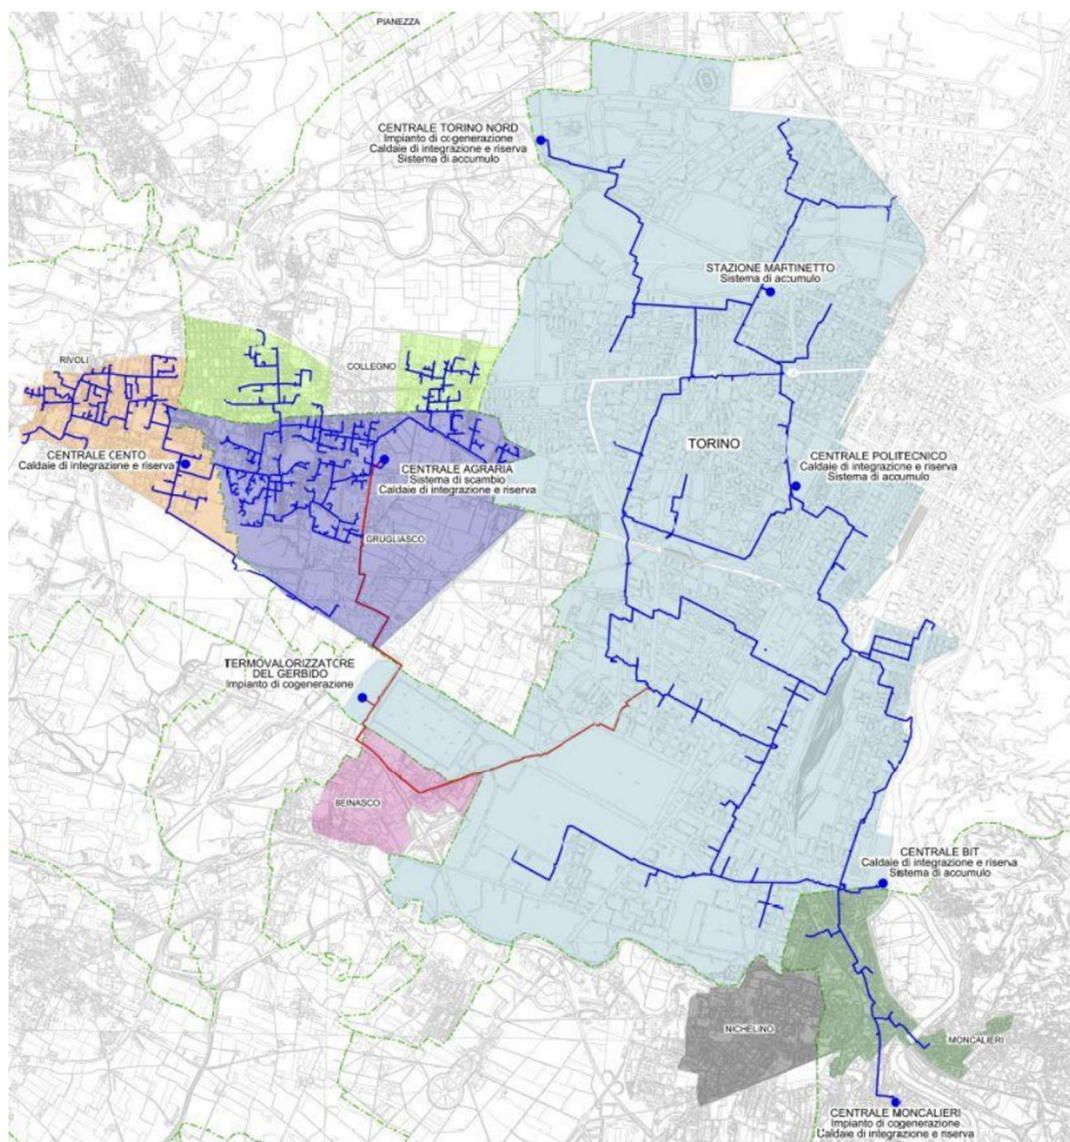 PIANEZZA
CENTRALE TORINO NORD
Impianto di cogenerazione
Caldaie di integrazione e riserva
Sistema di accumulo
STAZIONE MARTINETTO
Sistema di accumulo
RIVOLI
COLLEGNO
TORINO
CENTRALE CENTO
Caldaie di integrazione e riserva
CENTRALE AGRARIA
Sistema di scambio
Caldaie di integrazione e riserva
CENTRALE POLITECNICO
Caldaie di integrazione e riserva
Sistema di accumulo
GRUGLIASCO
TERMOVALORIZZATORE
DEL GERBIDO
Impianto di cogenerazione
BEINASCO
CENTRALE BIT
Caldaie di integrazione e riserva
Sistema di accumulo
NICHELINO
MONCALIERI
CENTRALE MONCALIERI
Impianto di cogenerazione
Caldaie di integrazione e riserva